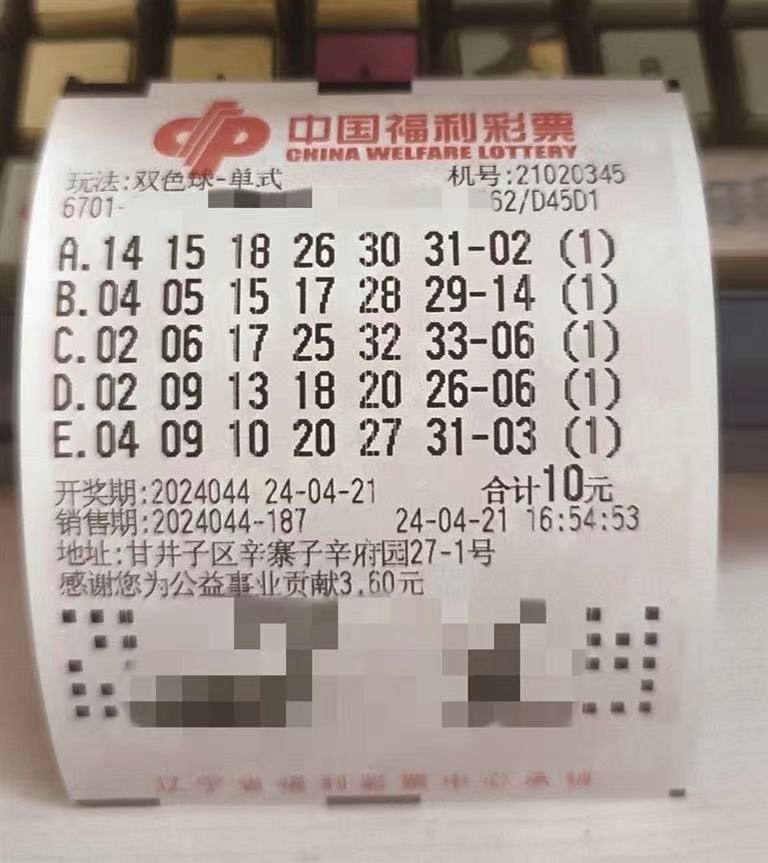 中国福利彩票
CHINA WELFARE LOTTERY
玩法:双色球-单式 机号:21020345
6701- 62/D45D1
A.14 15 18 26 30 31-02 (1)
B.04 05 15 17 28 29-14 (1)
C.02 06 17 25 32 33-06 (1)
D.02 09 13 18 20 26-06 (1)
E.04 09 10 20 27 31-03 (1)
开奖期:2024044 24-04-21 合计10元
销售期:2024044-187 24-04-21 16:54:53
地址:甘井子区辛寨子辛府园27-1号
感谢您为公益事业贡献3.60元
辽宁省福利彩票中心承销